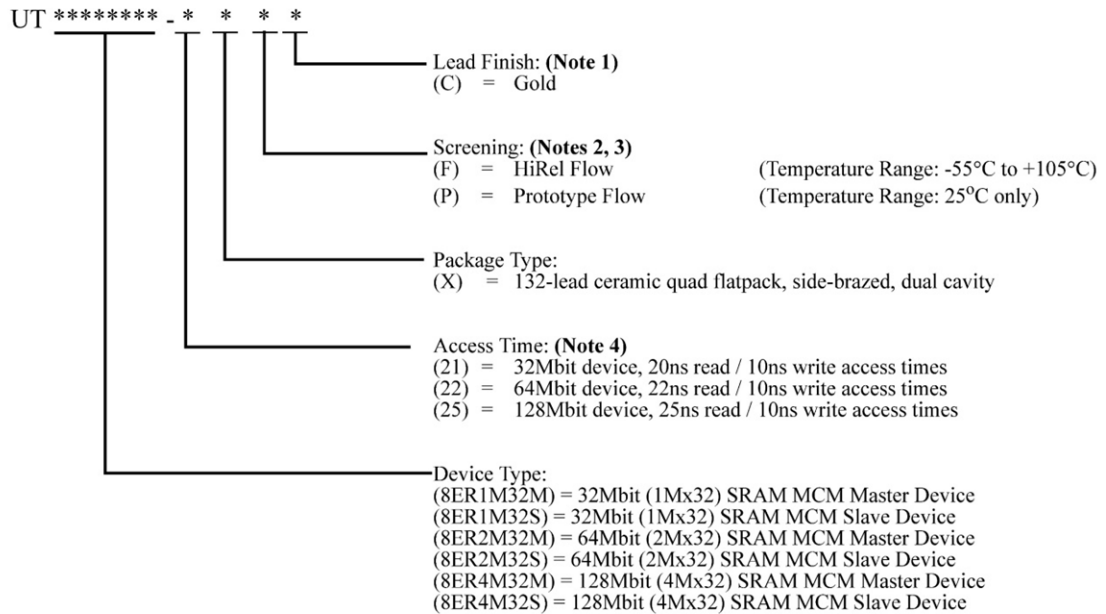 UT ******** - * * * *
Lead Finish: (Note 1)
(C) = Gold
Screening: (Notes 2, 3)
(F) = HiRel Flow (Temperature Range: -55°C to +105°C)
(P) = Prototype Flow (Temperature Range: 25°C only)
Package Type:
(X) = 132-lead ceramic quad flatpack, side-brazed, dual cavity
Access Time: (Note 4)
(21) = 32Mbit device, 20ns read / 10ns write access times
(22) = 64Mbit device, 22ns read / 10ns write access times
(25) = 128Mbit device, 25ns read / 10ns write access times
Device Type:
(8ER1M32M) = 32Mbit (1Mx32) SRAM MCM Master Device
(8ER1M32S) = 32Mbit (1Mx32) SRAM MCM Slave Device
(8ER2M32M) = 64Mbit (2Mx32) SRAM MCM Master Device
(8ER2M32S) = 64Mbit (2Mx32) SRAM MCM Slave Device
(8ER4M32M) = 128Mbit (4Mx32) SRAM MCM Master Device
(8ER4M32S) = 128Mbit (4Mx32) SRAM MCM Slave Device